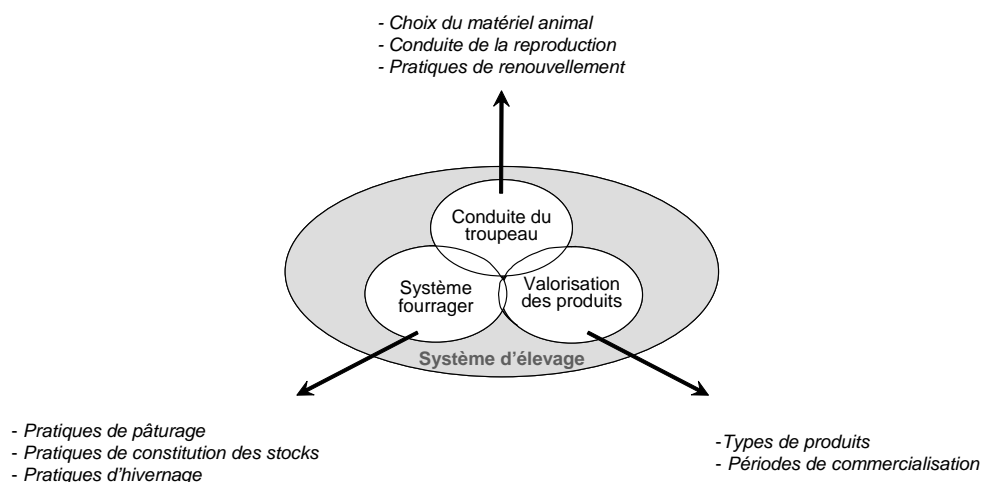 - Choix du matériel animal
- Conduite de la reproduction
- Pratiques de renouvellement
Conduite du
troupeau
Système
fourrager
Valorisation
des produits
Système d'élevage
- Pratiques de pâturage
- Pratiques de constitution des stocks
- Pratiques d'hivernage
-Types de produits
- Périodes de commercialisation